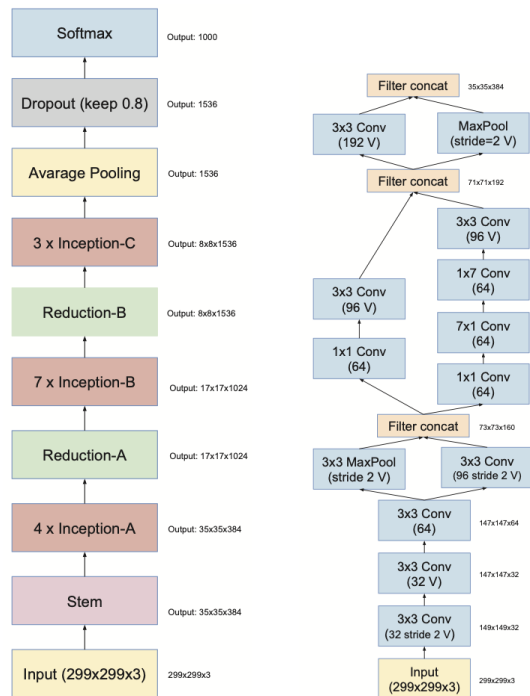 Softmax
Output: 1000
Dropout (keep 0.8)
Output: 1536
Avarage Pooling
Output: 1536
3 x Inception-C
Output: 8x8x1536
Reduction-B
Output: 8x8x1536
7 x Inception-B
Output: 17x17x1024
Reduction-A
Output: 17x17x1024
4 x Inception-A
Output: 35x35x384
Stem
Output: 35x35x384
Input (299x299x3)
299x299x3
Filter concat
35x35x384
3x3 Conv
(192 V)
MaxPool
(stride=2 V)
Filter concat
71x71x192
3x3 Conv
(96 V)
1x7 Conv
(64)
3x3 Conv
(96 V)
7x1 Conv
(64)
1x1 Conv
(64)
1x1 Conv
(64)
Filter concat
73x73x160
3x3 MaxPool
(stride 2 V)
3x3 Conv
(96 stride 2 V)
3x3 Conv
(64)
147x147x64
3x3 Conv
(32 V)
147x147x32
3x3 Conv
(32 stride 2 V)
149x149x32
Input
(299x299x3)
299x299x3